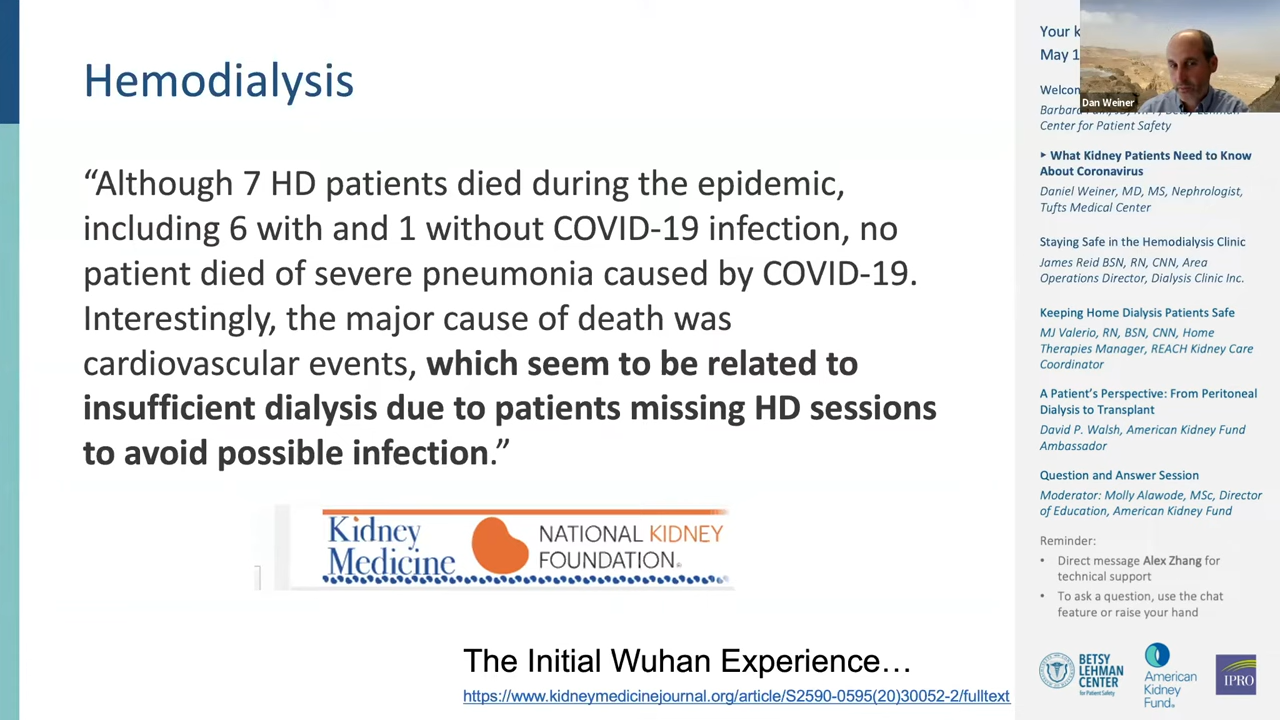 Hemodialysis
“Although 7 HD patients died during the epidemic,
including 6 with and 1 without COVID-19 infection, no
patient died of severe pneumonia caused by COVID-19.
Interestingly, the major cause of death was
cardiovascular events, which seem to be related to
insufficient dialysis due to patients missing HD sessions
to avoid possible infection.”
Kidney
Medicine
NATIONAL KIDNEY
FOUNDATION®
The Initial Wuhan Experience…
https://www.kidneymedicinejournal.org/article/S2590-0595(20)30052-2/fulltext
Your k
May 1
Dan Weiner
Welcom
Barbara
Center for Patient Safety
‣ What Kidney Patients Need to Know
About Coronavirus
Daniel Weiner, MD, MS, Nephrologist,
Tufts Medical Center
Staying Safe in the Hemodialysis Clinic
James Reid BSN, RN, CNN, Area
Operations Director, Dialysis Clinic Inc.
Keeping Home Dialysis Patients Safe
MJ Valerio, RN, BSN, CNN, Home
Therapies Manager, REACH Kidney Care
Coordinator
A Patient’s Perspective: From Peritoneal
Dialysis to Transplant
David P. Walsh, American Kidney Fund
Ambassador
Question and Answer Session
Moderator: Molly Alawode, MSc, Director
of Education, American Kidney Fund
Reminder:
• Direct message Alex Zhang for
technical support
• To ask a question, use the chat
feature or raise your hand
BETSY
LEHMAN
CENTER
for Patient Safety
American
Kidney
Fund®
IPRO